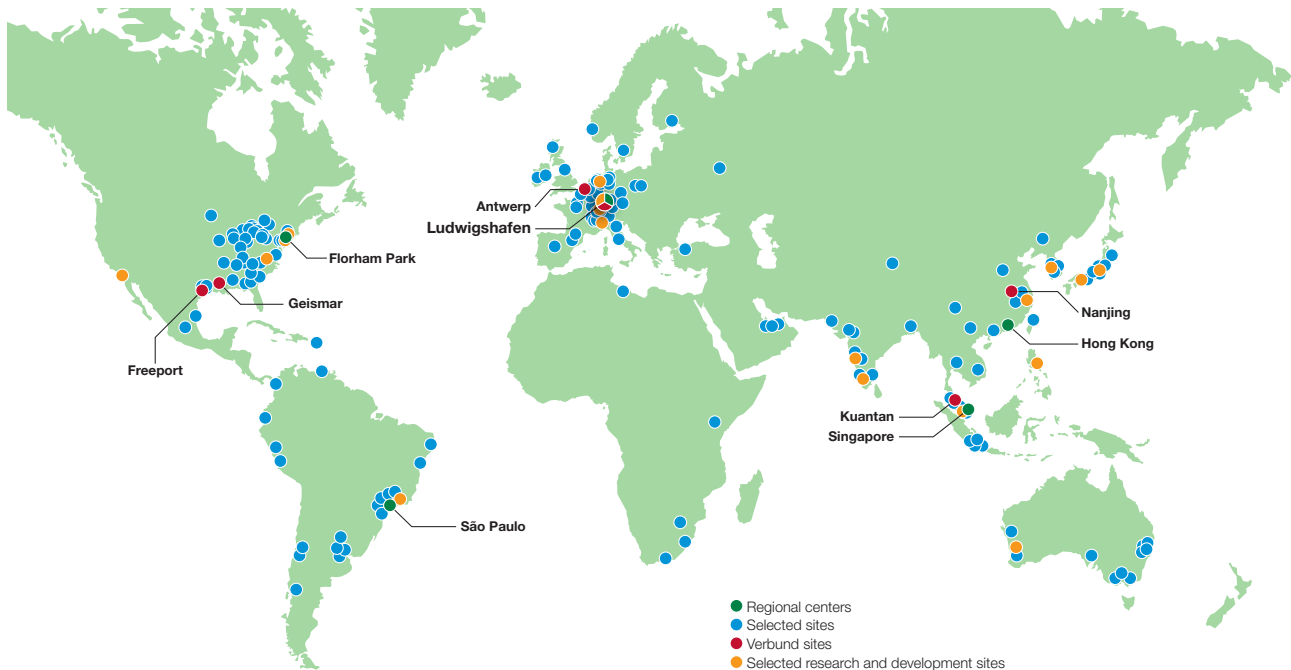 Antwerp
Ludwigshafen
Florham Park
Geismar
Freeport
Nanjing
Hong Kong
Kuantan
Singapore
São Paulo
Regional centers
Selected sites
Verbund sites
Selected research and development sites